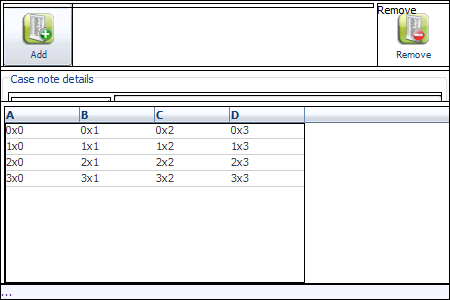 Remove
Add
Remove
Case note details
A B C D
0x0 0x1 0x2 0x3
1x0 1x1 1x2 1x3
2x0 2x1 2x2 2x3
3x0 3x1 3x2 3x3
...